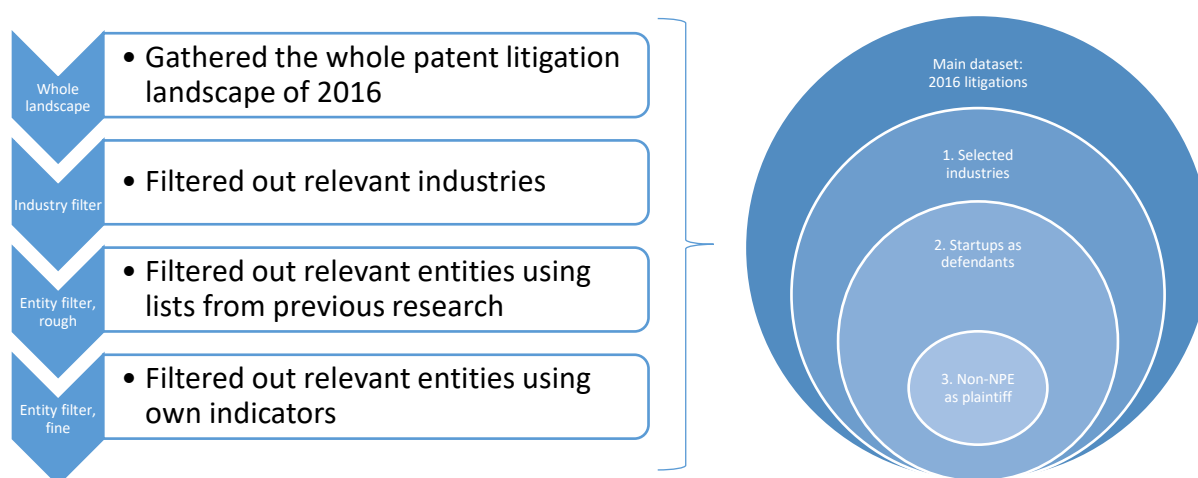 Whole
landscape
• Gathered the whole patent litigation
landscape of 2016
Industry filter
• Filtered out relevant industries
Entity filter,
rough
• Filtered out relevant entities using
lists from previous research
Entity filter,
fine
• Filtered out relevant entities using
own indicators
Main dataset:
2016 litigations
1. Selected
industries
2. Startups as
defendants
3. Non-NPE
as plaintiff